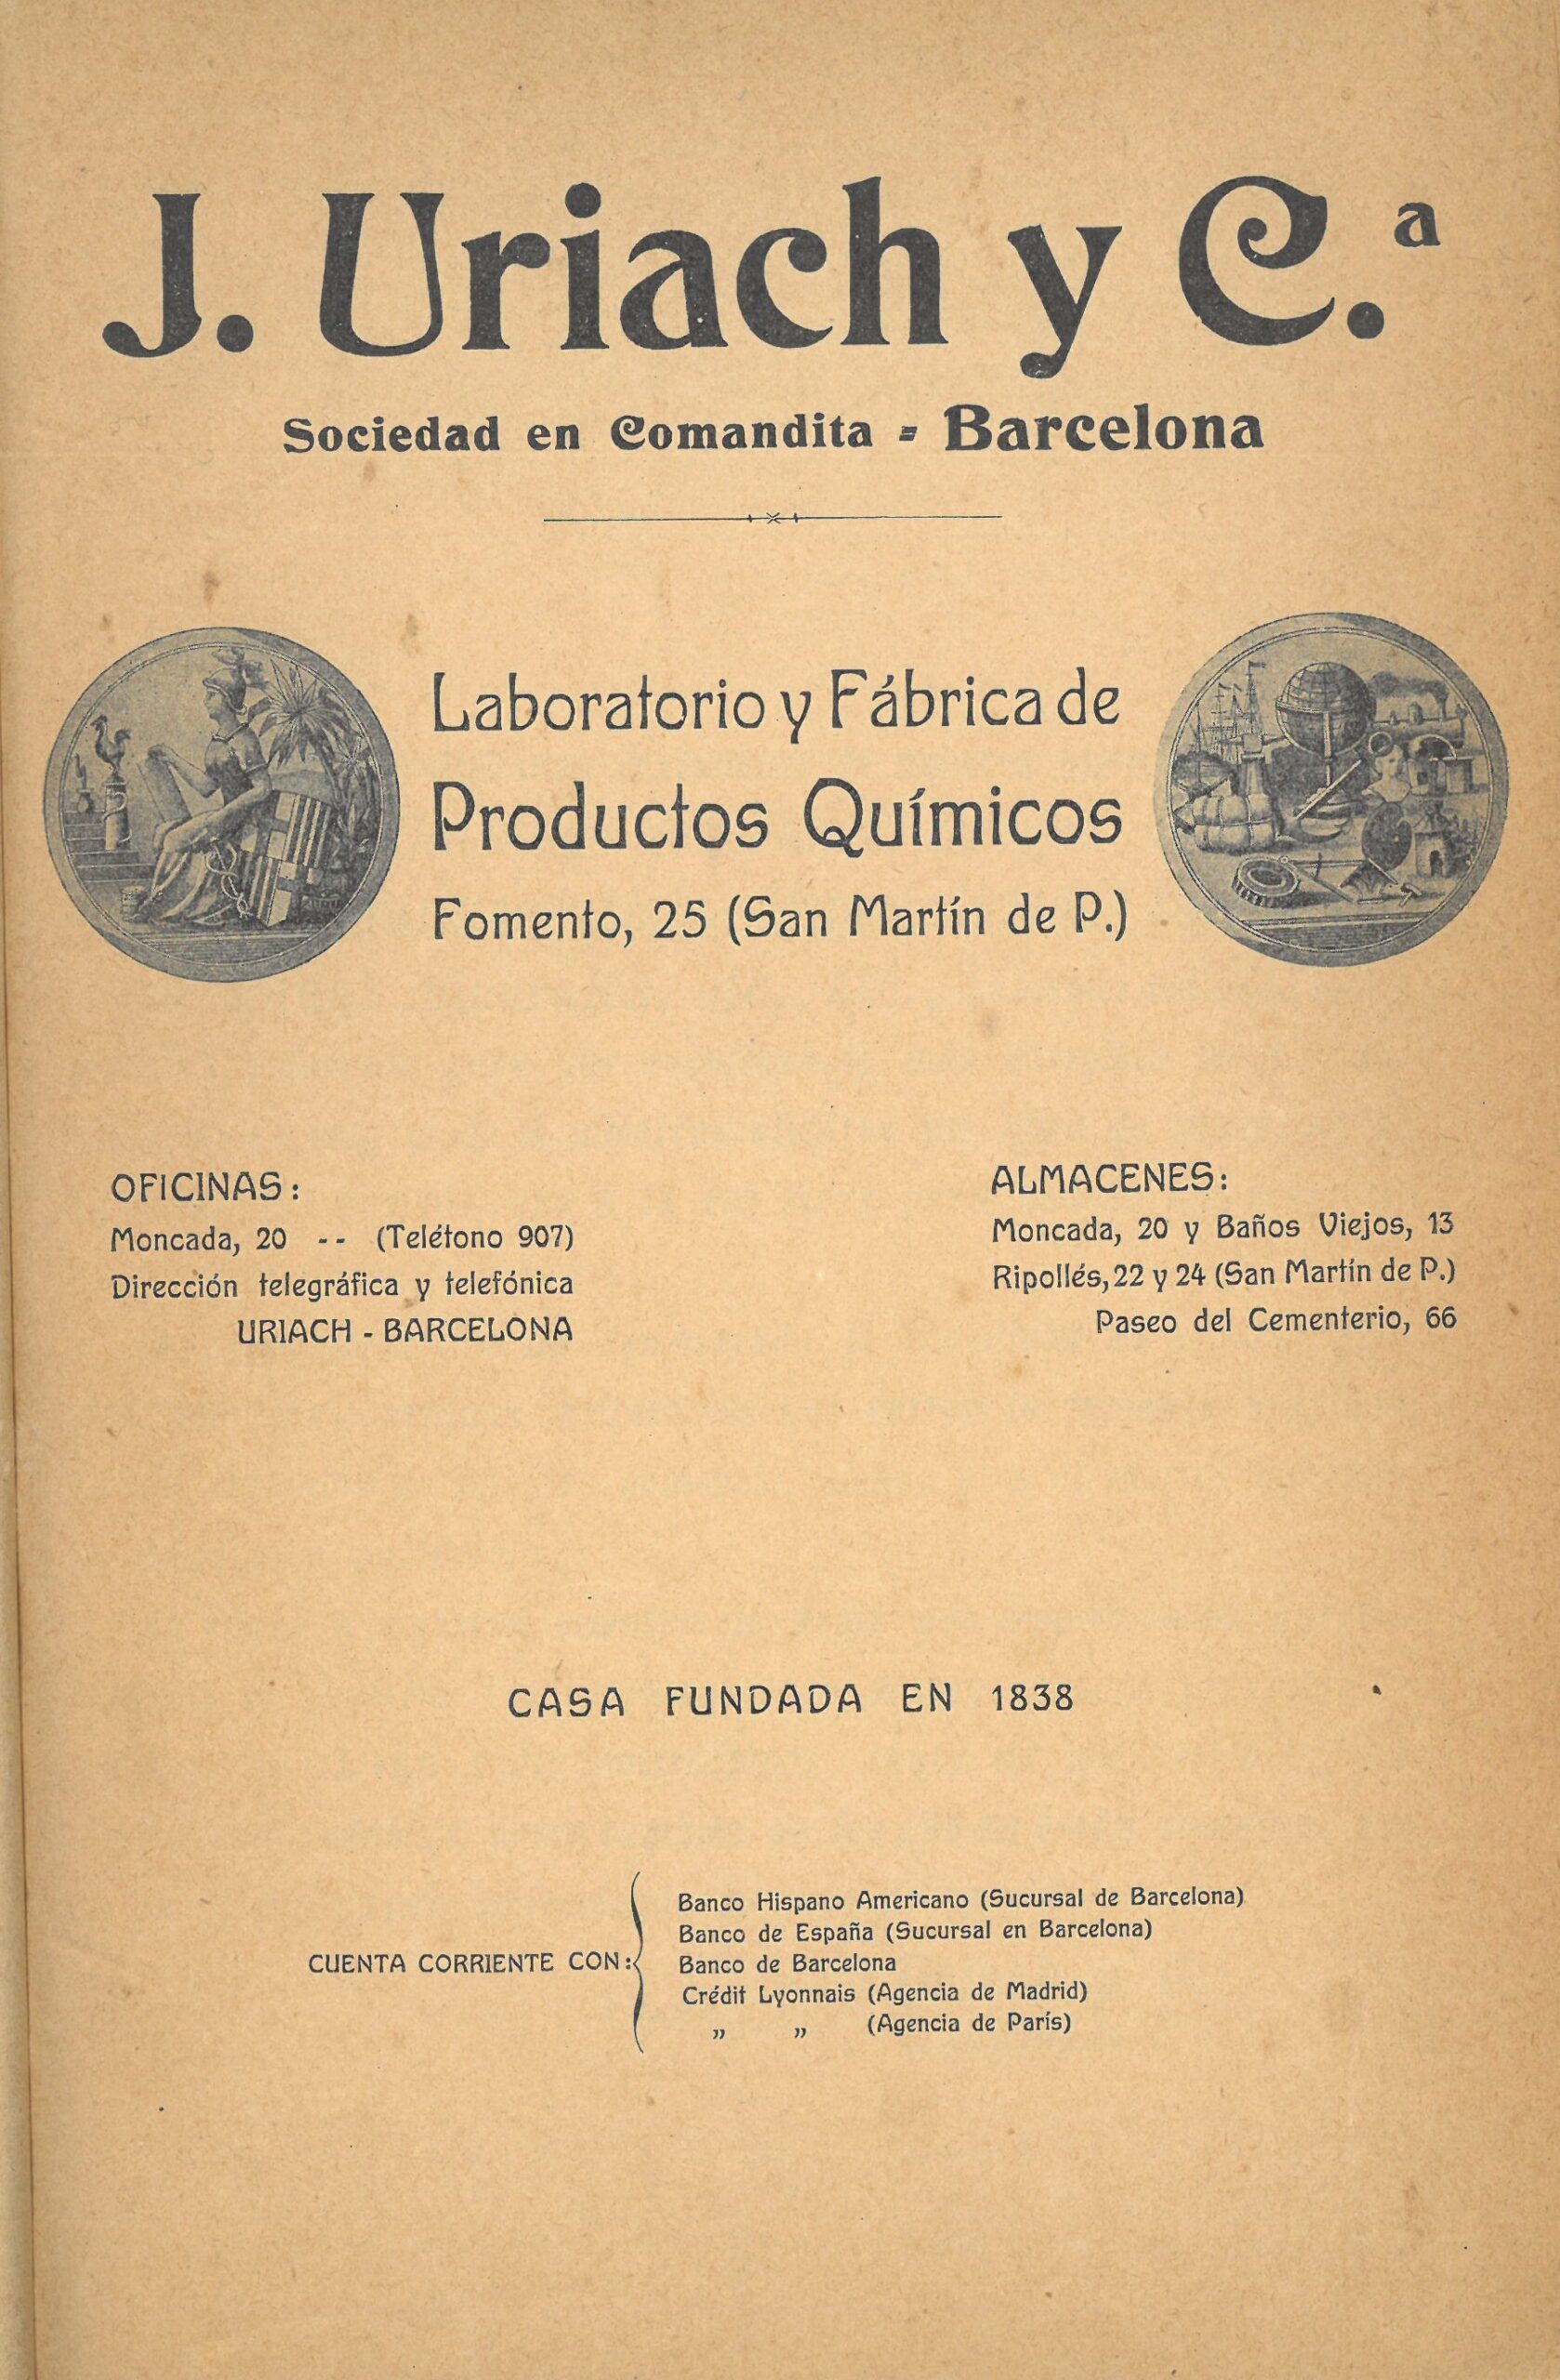 J. Uriach y C.ª
Sociedad en Comandita - Barcelona
Laboratorio y Fábrica de
Productos Químicos
Fomento, 25 (San Martín de P.)
OFICINAS:
Moncada, 20 -- (Teléfono 907)
Dirección telegráfica y telefónica
URIACH - BARCELONA
ALMACENES:
Moncada, 20 y Baños Viejos, 13
Ripollés, 22 y 24 (San Martín de P.)
Paseo del Cementerio, 66
CASA FUNDADA EN 1838
CUENTA CORRIENTE CON:
Banco Hispano Americano (Sucursal de Barcelona)
Banco de España (Sucursal en Barcelona)
Banco de Barcelona
Crédit Lyonnais (Agencia de Madrid)
„ „ (Agencia de París)